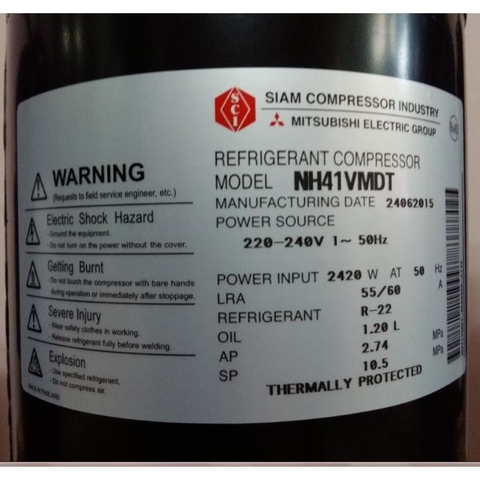 SCI
SIAM COMPRESSOR INDUSTRY
MITSUBISHI ELECTRIC GROUP
WARNING
(Requests to field service engineer, etc.)
Electric Shock Hazard
- Ground the equipment.
- Do not turn on the power without the cover.
Getting Burnt
- Do not touch the compressor with bare hands
during operation or immediately after stoppage.
Severe Injury
- Wear safety clothes in working.
- Release refrigerant fully before welding.
Explosion
- Use specified refrigerant.
- Do not compress air.
MADE IN THAILAND
REFRIGERANT COMPRESSOR
MODEL NH41VMDT
MANUFACTURING DATE 24062015
POWER SOURCE
220-240V 1~ 50Hz
POWER INPUT 2420 W AT 50 Hz
LRA 55/60 A
REFRIGERANT R-22
OIL 1.20 L
AP 2.74 MPa
SP 10.5 MPa
THERMALLY PROTECTED